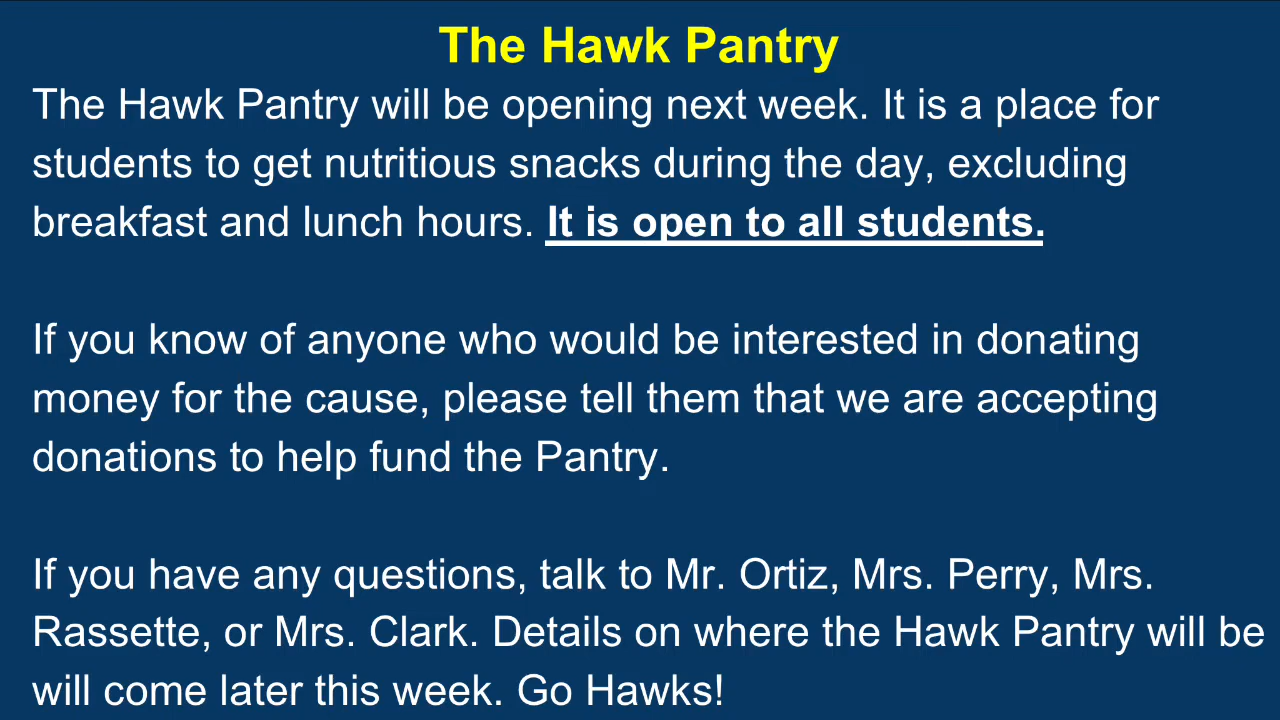 The Hawk Pantry
The Hawk Pantry will be opening next week. It is a place for
students to get nutritious snacks during the day, excluding
breakfast and lunch hours. It is open to all students.
If you know of anyone who would be interested in donating
money for the cause, please tell them that we are accepting
donations to help fund the Pantry.
If you have any questions, talk to Mr. Ortiz, Mrs. Perry, Mrs.
Rassette, or Mrs. Clark. Details on where the Hawk Pantry will be
will come later this week. Go Hawks!